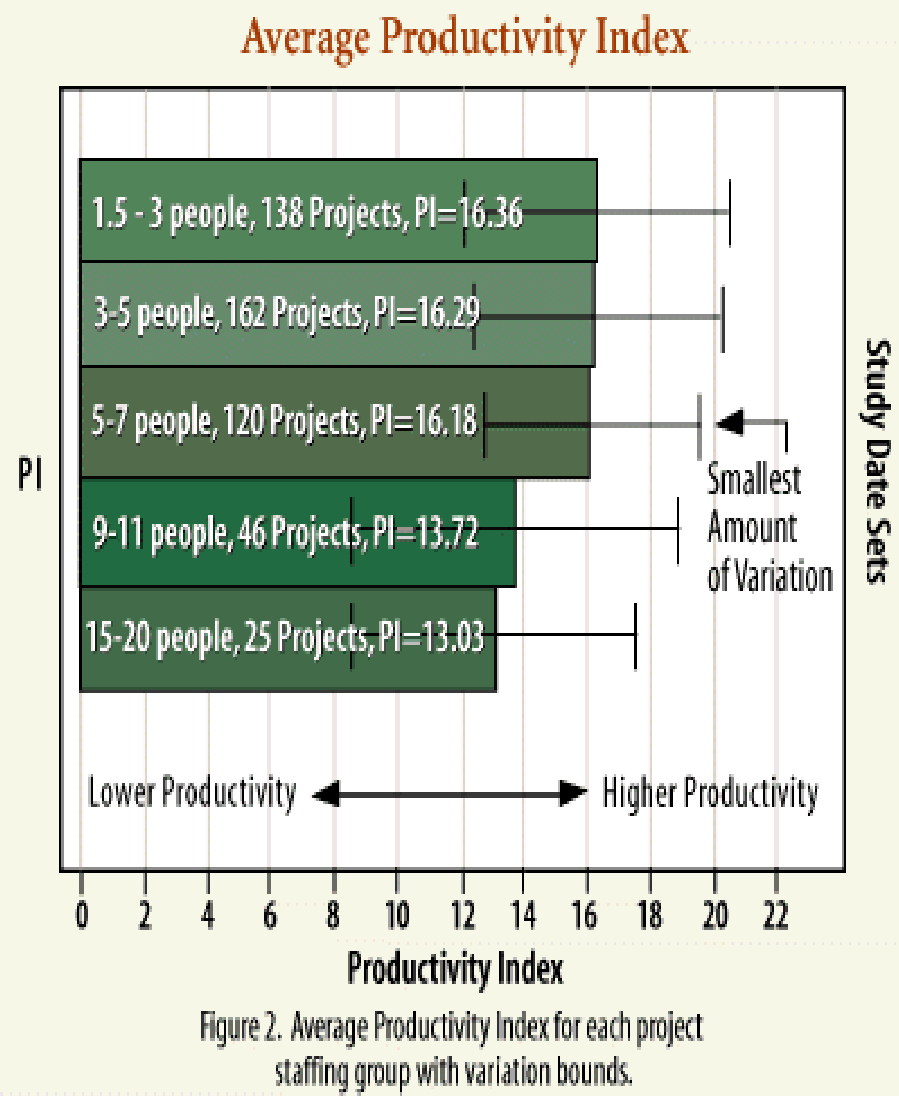 Average Productivity Index
1.5 - 3 people, 138 Projects, PI=16.36
3-5 people, 162 Projects, PI=16.29
5-7 people, 120 Projects, PI=16.18
9-11 people, 46 Projects, PI=13.72
15-20 people, 25 Projects, PI=13.03
PI
Smallest
Amount
of Variation
Study Date Sets
Lower Productivity
Higher Productivity
0 2 4 6 8 10 12 14 16 18 20 22
Productivity Index
Figure 2. Average Productivity Index for each project
staffing group with variation bounds.